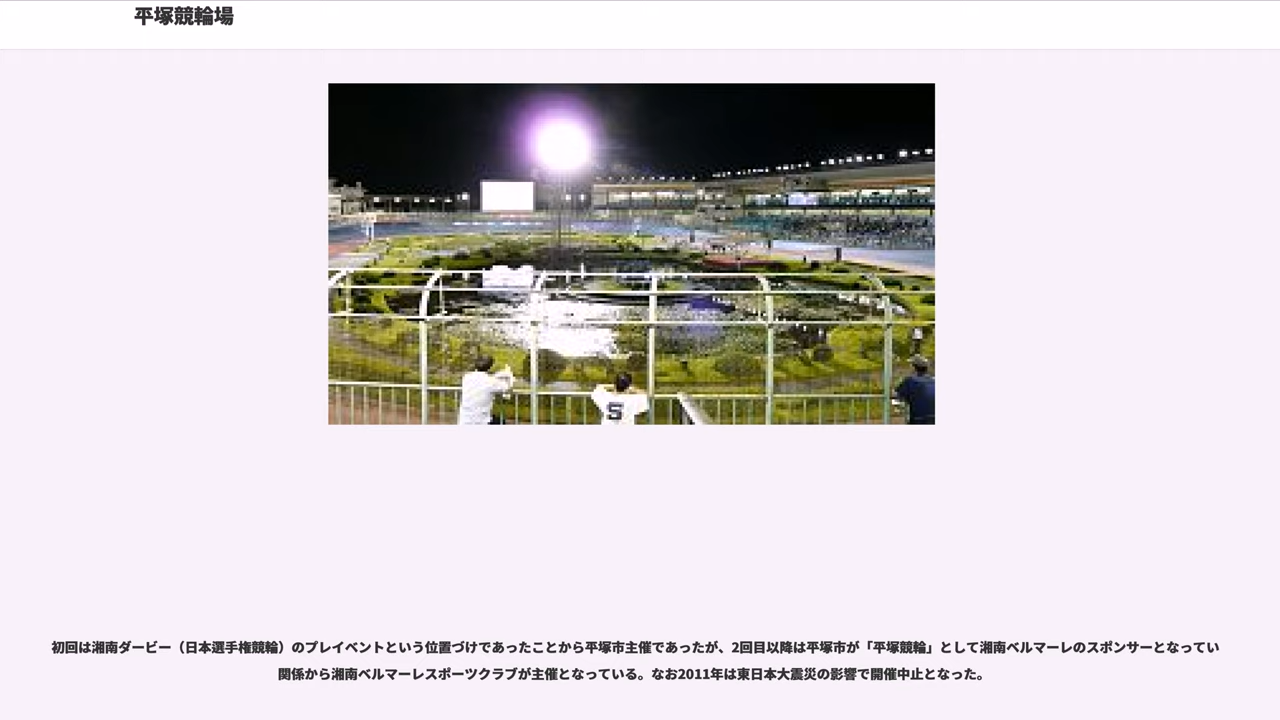 平塚競輪場
S
初回は湘南ダービー（日本選手権競輪）のプレイベントという位置づけであったことから平塚市主催であったが、2回目以降は平塚市が「平塚競輪」として湘南ベルマーレのスポンサーとなってい
関係から湘南ベルマーレスポーツクラブが主催となっている。なお2011年は東日本大震災の影響で開催中止となった。